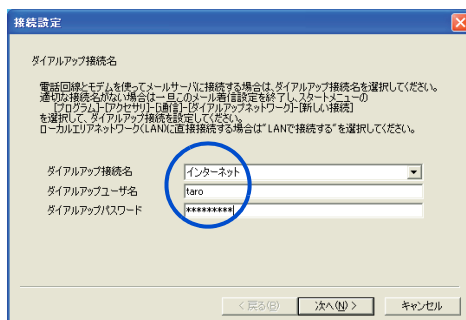 接続設定
ダイアルアップ接続名
電話回線とモデムを使ってメールサーバに接続する場合は、ダイアルアップ接続名を選択してください。
適切な接続名がない場合は一旦このメール着信設定を終了し、スタートメニューの
[プログラム]-[アクセサリ]-[通信]-[ダイアルアップネットワーク]-[新しい接続]
を選択して、ダイアルアップ接続を設定してください。
ローカルエリアネットワーク(LAN)に直接接続する場合は"LANで接続する"を選択してください。
ダイアルアップ接続名 インターネット
ダイアルアップユーザ名 taro
ダイアルアップパスワード *********
< 戻る(B) 次へ(N) > キャンセル